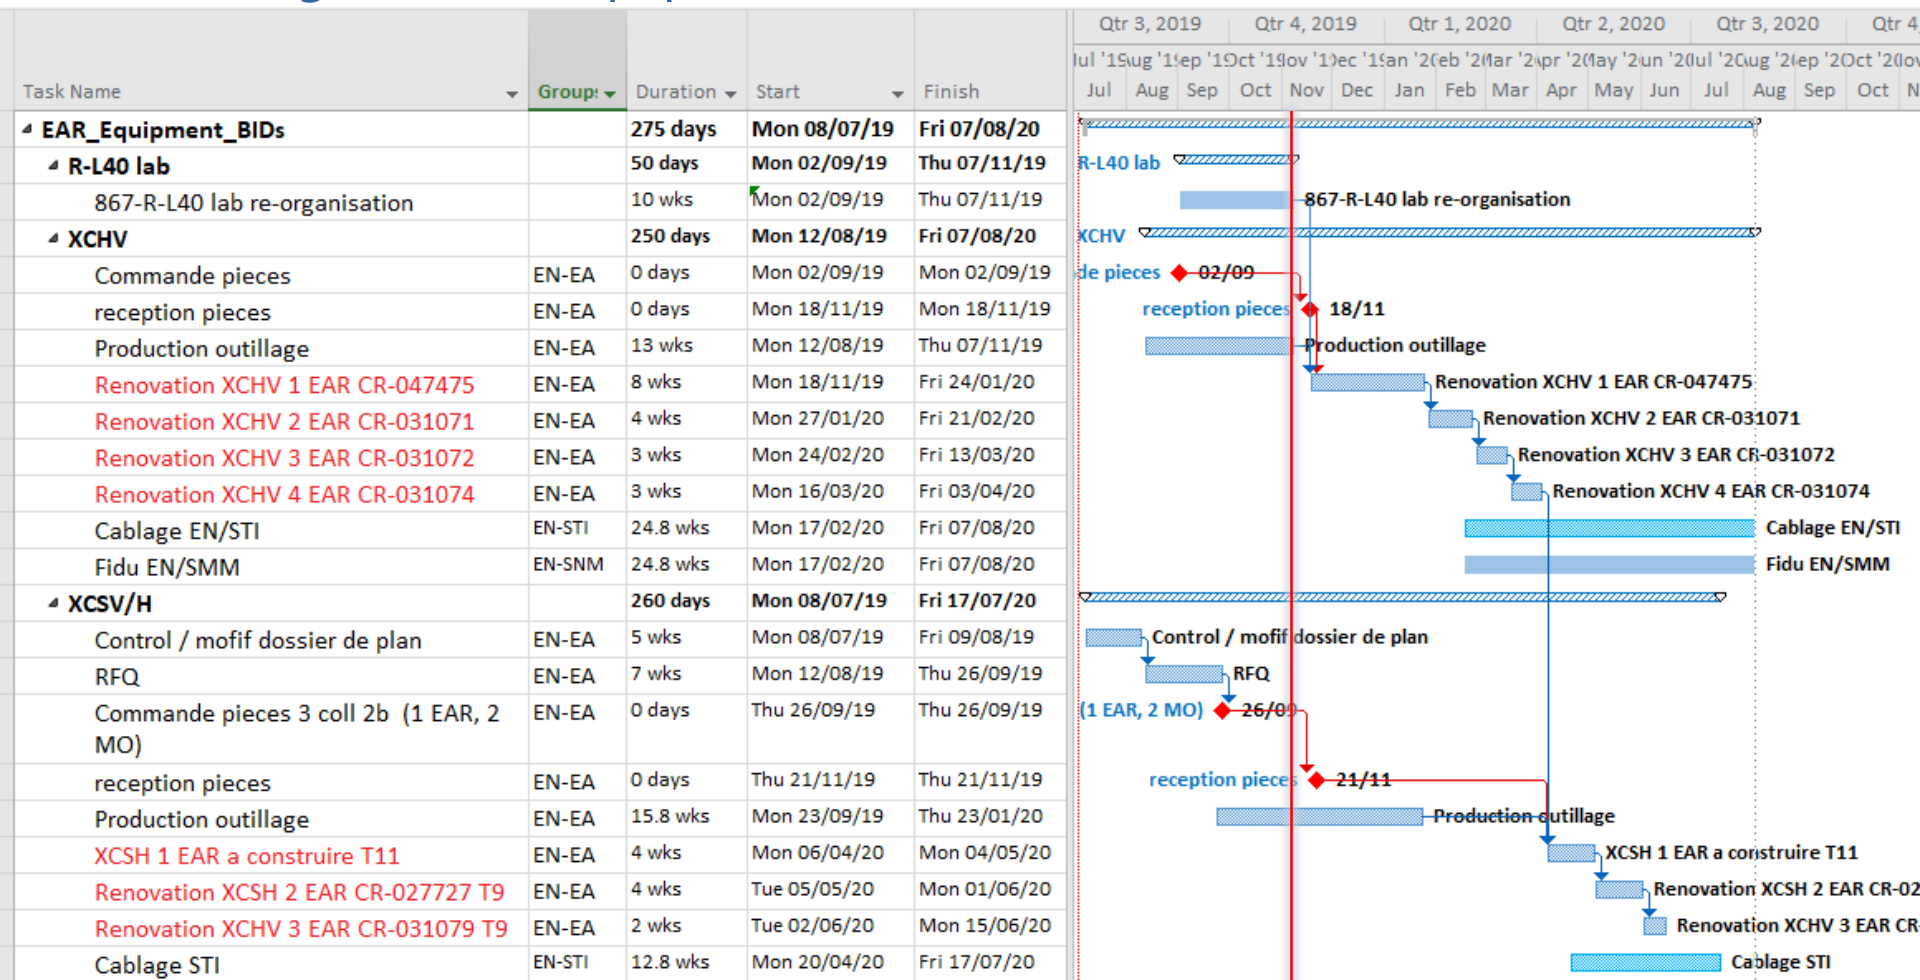 Qtr 3, 2019 Qtr 4, 2019 Qtr 1, 2020 Qtr 2, 2020 Qtr 3, 2020 Qtr 4
Task Name Duration Start Finish Jul Aug Sep Oct Nov Dec Jan Feb Mar Apr May Jun Jul Aug Sep Oct N
EAR_Equipment_BIDs 275 days Mon 08/07/19 Fri 07/08/20
R-L40 lab 50 days Mon 02/09/19 Thu 07/11/19 R-L40 lab
867-R-L40 lab re-organisation 10 wks Mon 02/09/19 Thu 07/11/19 867-R-L40 lab re-organisation
XCHV 250 days Mon 12/08/19 Fri 07/08/20 XCHV
Commande pieces EN-EA 0 days Mon 02/09/19 Mon 02/09/19 de pieces 02/09
reception pieces EN-EA 0 days Mon 18/11/19 Mon 18/11/19 reception pieces 18/11
Production outillage EN-EA 13 wks Mon 12/08/19 Thu 07/11/19 Production outillage
Renovation XCHV 1 EAR CR-047475 EN-EA 8 wks Mon 18/11/19 Fri 24/01/20 Renovation XCHV 1 EAR CR-047475
Renovation XCHV 2 EAR CR-031071 EN-EA 4 wks Mon 27/01/20 Fri 21/02/20 Renovation XCHV 2 EAR CR-031071
Renovation XCHV 3 EAR CR-031072 EN-EA 3 wks Mon 24/02/20 Fri 13/03/20 Renovation XCHV 3 EAR CR-031072
Renovation XCHV 4 EAR CR-031074 EN-EA 3 wks Mon 16/03/20 Fri 03/04/20 Renovation XCHV 4 EAR CR-031074
Cablage EN/STI EN-STI 24.8 wks Mon 17/02/20 Fri 07/08/20 Cablage EN/STI
Fidu EN/SMM EN-SNM 24.8 wks Mon 17/02/20 Fri 07/08/20 Fidu EN/SMM
XCSV/H 260 days Mon 08/07/19 Fri 17/07/20
Control / mofif dossier de plan EN-EA 5 wks Mon 08/07/19 Fri 09/08/19 Control / mofif dossier de plan
RFQ EN-EA 7 wks Mon 12/08/19 Thu 26/09/19 RFQ
Commande pieces 3 coll 2b (1 EAR, 2 EN-EA 0 days Thu 26/09/19 Thu 26/09/19 (1 EAR, 2 MO) 26/09
MO)
reception pieces EN-EA 0 days Thu 21/11/19 Thu 21/11/19 reception pieces 21/11
Production outillage EN-EA 15.8 wks Mon 23/09/19 Thu 23/01/20 Production outillage
XCSH 1 EAR a construire T11 EN-EA 4 wks Mon 06/04/20 Mon 04/05/20 XCSH 1 EAR a construire T11
Renovation XCSH 2 EAR CR-027727 T9 EN-EA 4 wks Tue 05/05/20 Mon 01/06/20 Renovation XCSH 2 EAR CR-02
Renovation XCHV 3 EAR CR-031079 T9 EN-EA 2 wks Tue 02/06/20 Mon 15/06/20 Renovation XCHV 3 EAR CR
Cablage STI EN-STI 12.8 wks Mon 20/04/20 Fri 17/07/20 Cablage STI